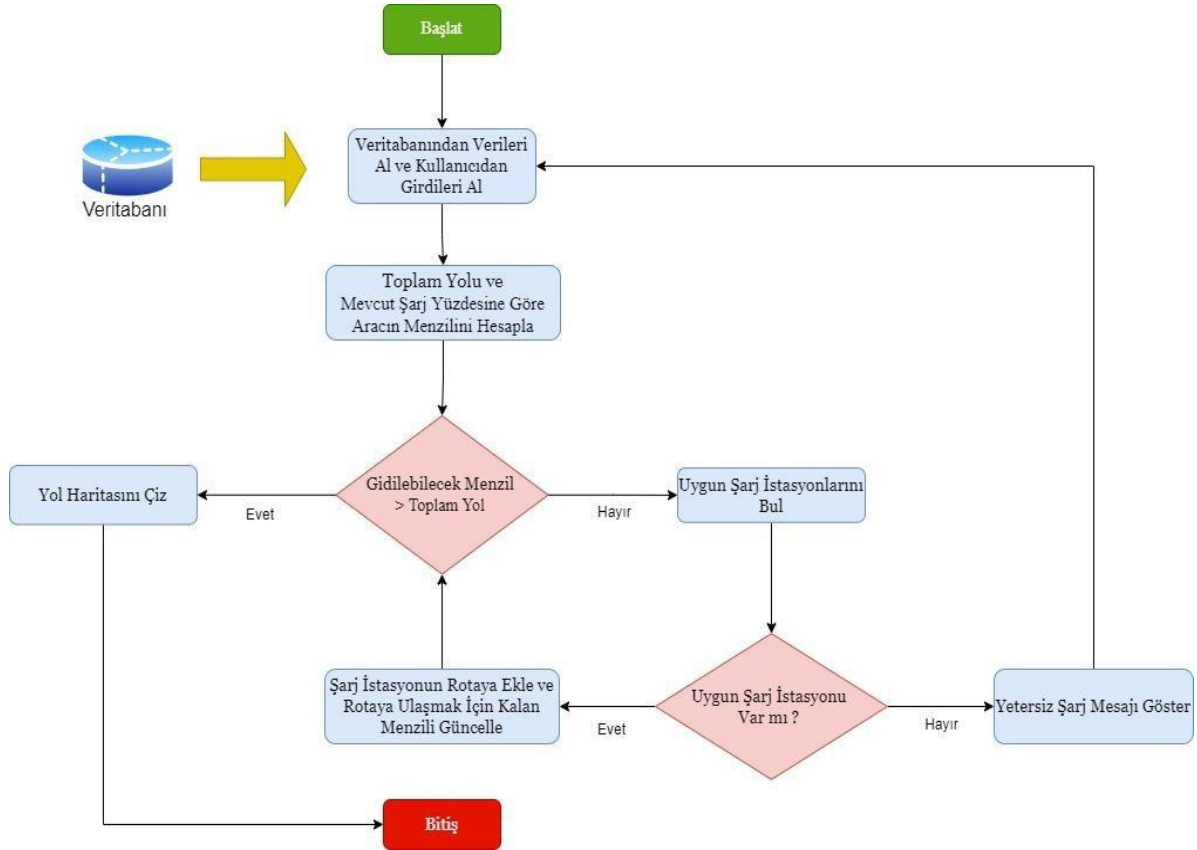 Başlat
Veritabanından Verileri
Al ve Kullanıcıdan
Girdileri Al
Veritabanı
Toplam Yolu ve
Mevcut Şarj Yüzdesine Göre
Aracın Menzilini Hesapla
Gidilebilecek Menzil
> Toplam Yol
Evet
Yol Haritasını Çiz
Hayır
Uygun Şarj İstasyonlarını
Bul
Uygun Şarj İstasyonu
Var mı ?
Evet
Şarj İstasyonun Rotaya Ekle ve
Rotaya Ulaşmak İçin Kalan
Menzili Güncelle
Hayır
Yetersiz Şarj Mesajı Göster
Bitiş